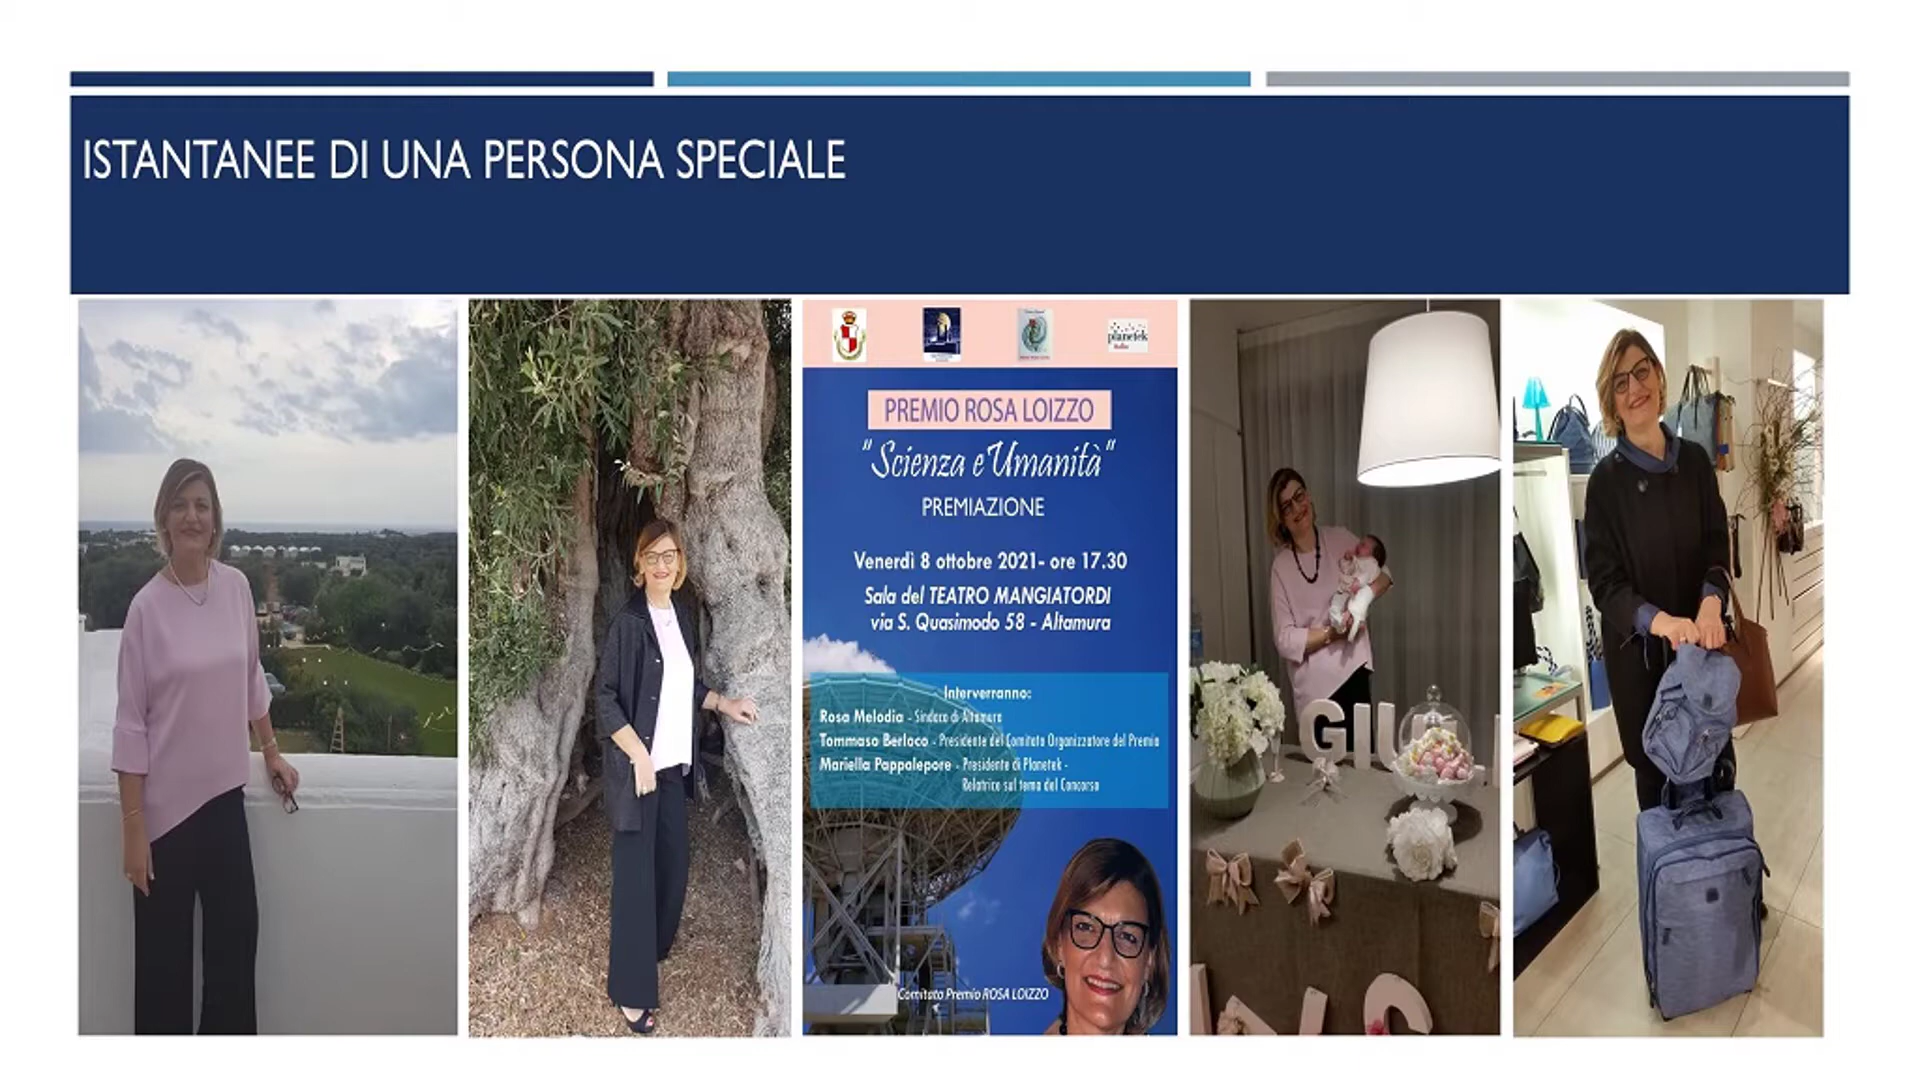 ISTANTANEE DI UNA PERSONA SPECIALE
planetek
italia
PREMIO ROSA LOIZZO
"Scienza e Umanità"
PREMIAZIONE
Venerdì 8 ottobre 2021- ore 17.30
Sala del TEATRO MANGIATORDI
via S. Quasimodo 58 - Altamura
Interverranno:
Rosa Melodia - Sindaco di Altamura
Tommaso Berloco - Presidente del Comitato Organizzatore del Premio
Mariella Pappalepore - Presidente di Planetek -
Relatrice sul tema del Concorso
Comitato Premio ROSA LOIZZO
GIU